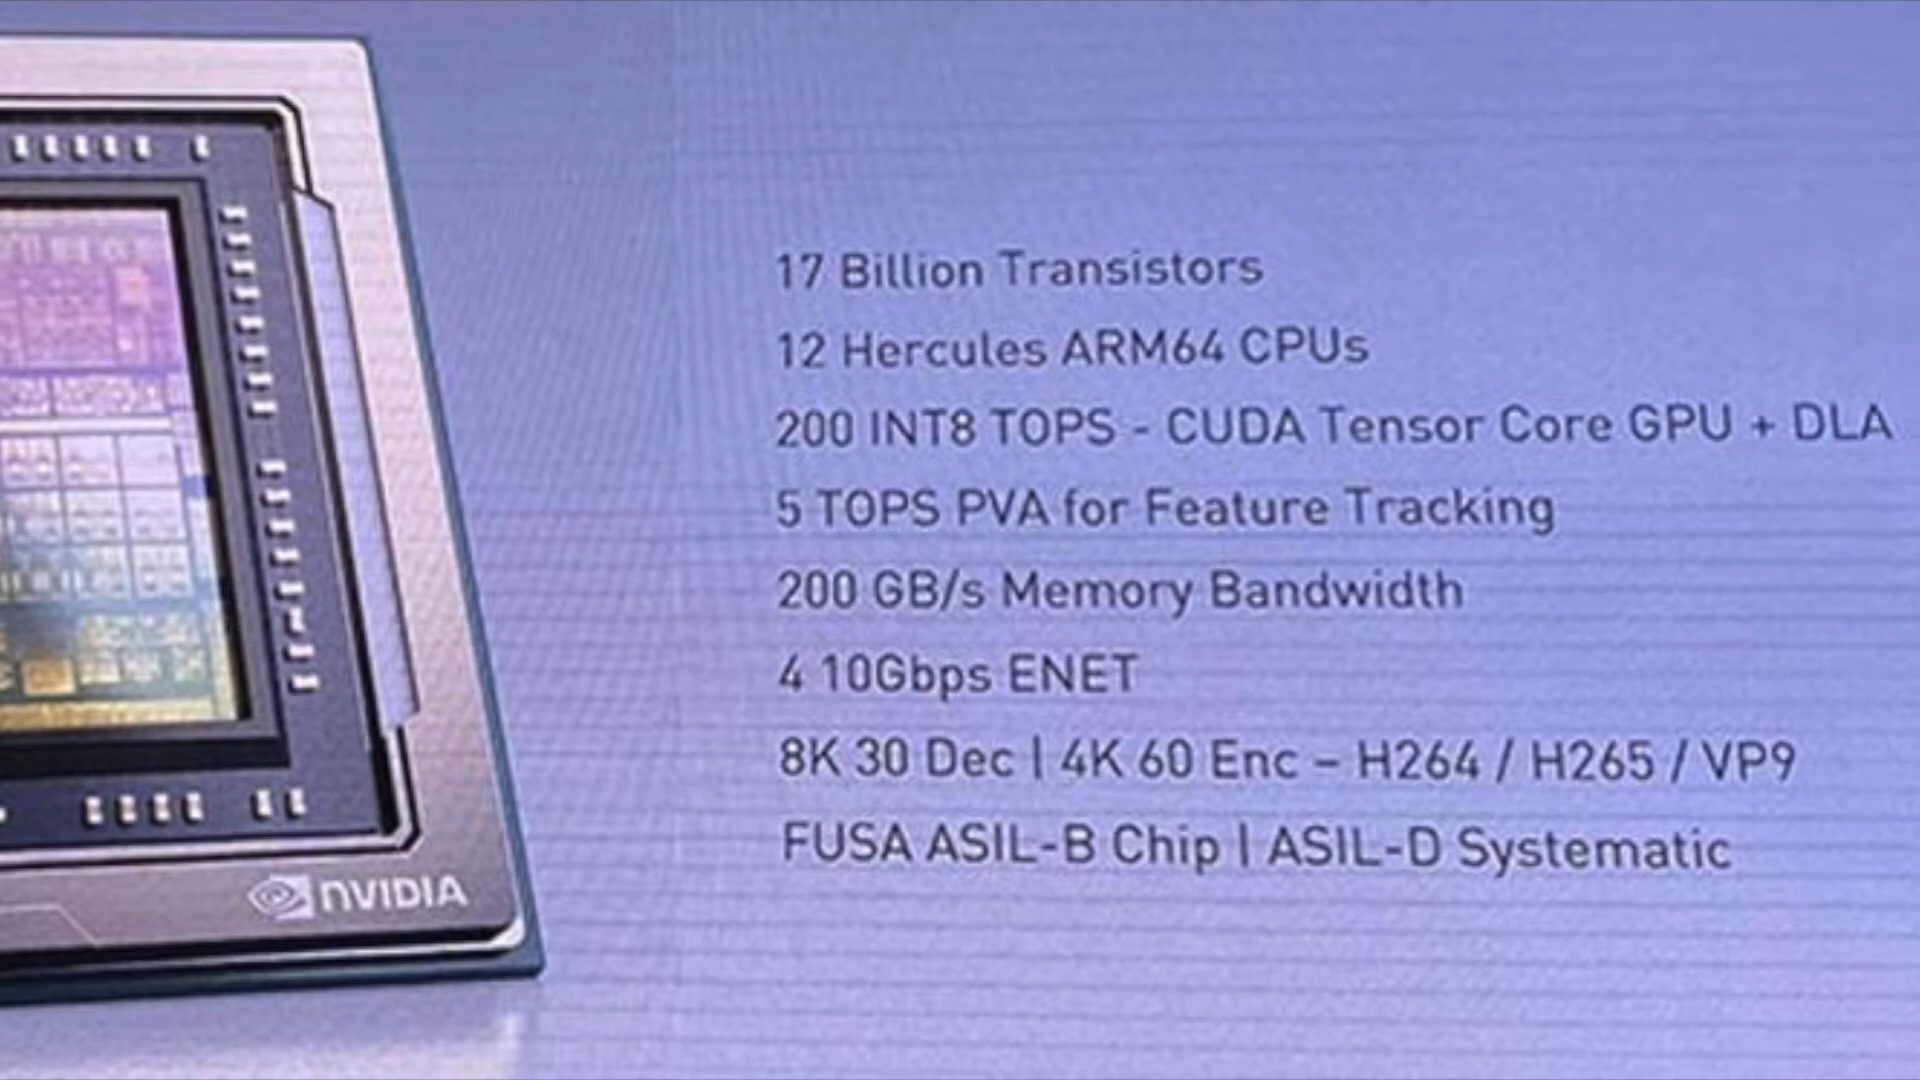 17 Billion Transistors
12 Hercules ARM64 CPUs
200 INT8 TOPS - CUDA Tensor Core GPU + DLA
5 TOPS PVA for Feature Tracking
200 GB/s Memory Bandwidth
4 10Gbps ENET
8K 30 Dec | 4K 60 Enc – H264 / H265 / VP9
FUSA ASIL-B Chip | ASIL-D Systematic
NVIDIA